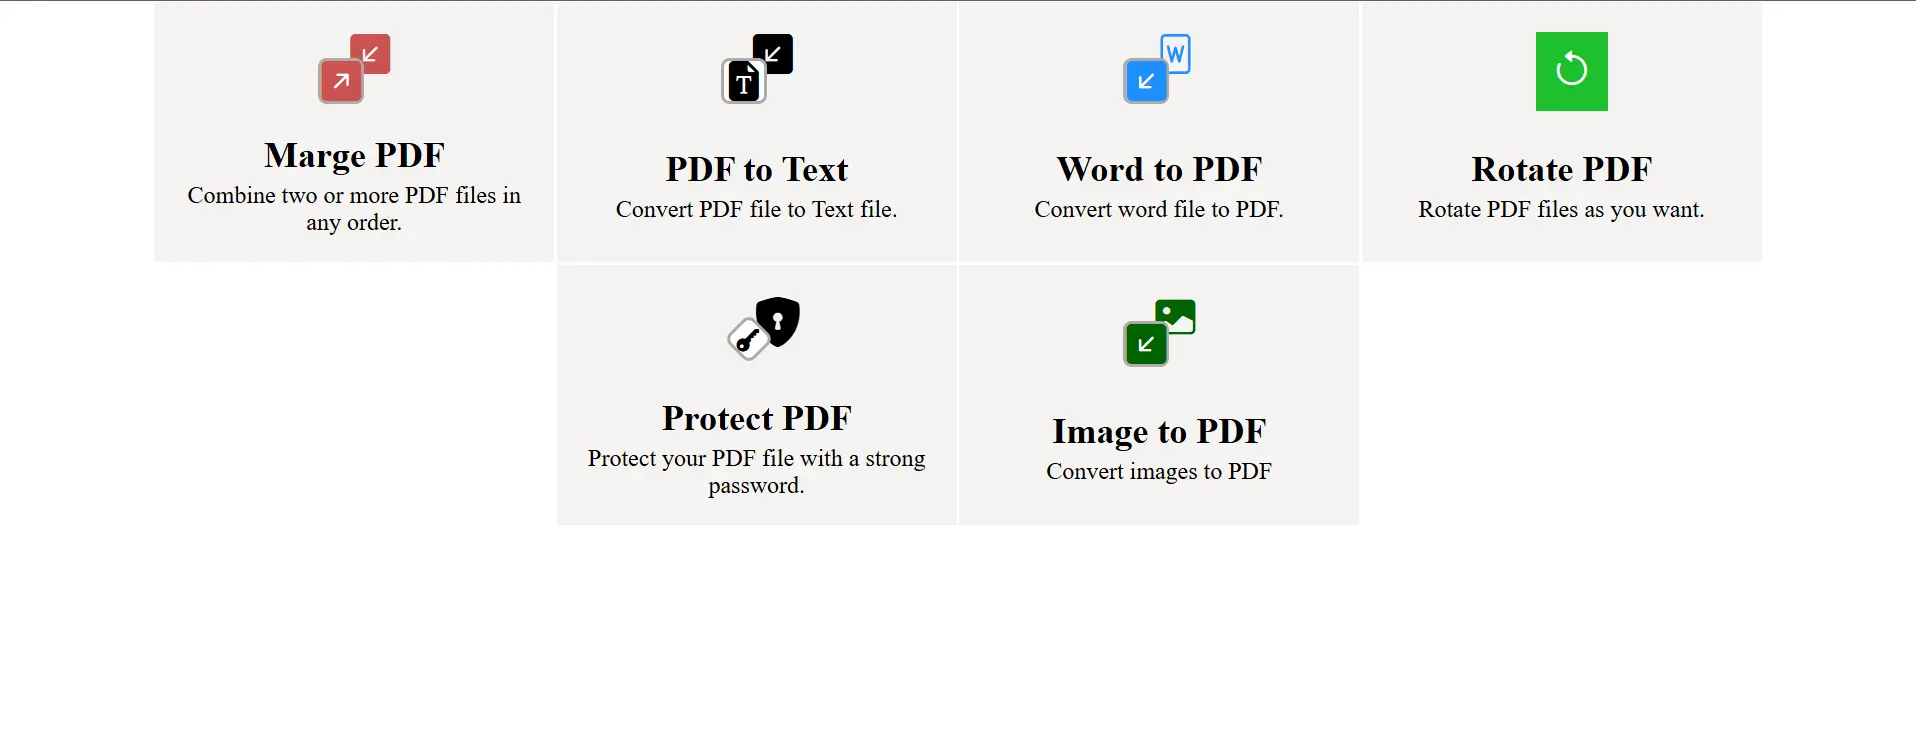 W
T
Marge PDF
Combine two or more PDF files in
any order.
PDF to Text
Convert PDF file to Text file.
Word to PDF
Convert word file to PDF.
Rotate PDF
Rotate PDF files as you want.
Protect PDF
Protect your PDF file with a strong
password.
Image to PDF
Convert images to PDF